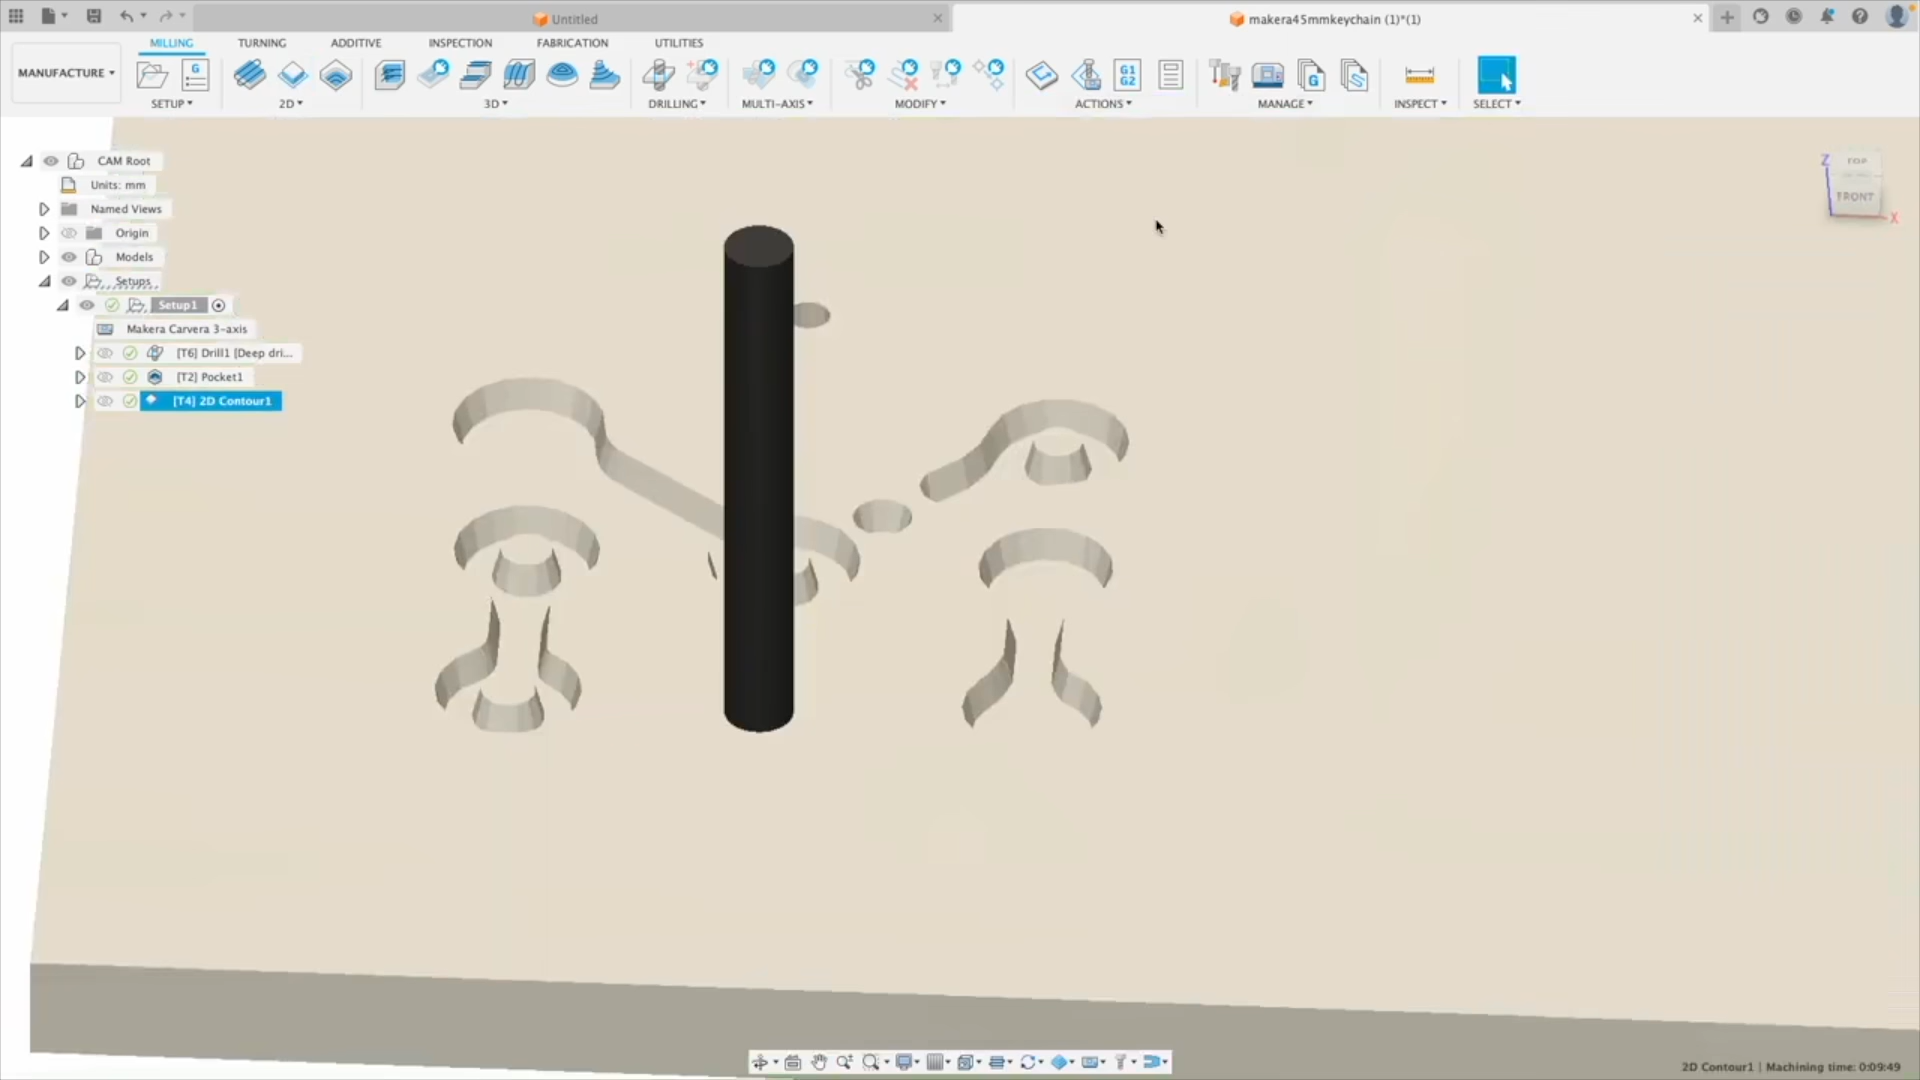 Untitled
makera45mmkeychain (1)*(1)
MILLING TURNING ADDITIVE INSPECTION FABRICATION UTILITIES
MANUFACTURE
G
G1
G2
G
SETUP 2D 3D DRILLING MULTI-AXIS MODIFY ACTIONS MANAGE INSPECT SELECT
CAM Root
Units: mm
Named Views
Origin
Models
Setups
Setup1
Makera Carvera 3-axis
[T6] Drill1 [Deep dri...
[T2] Pocket1
[T4] 2D Contour1
Z
TOP
FRONT
X
2D Contour1 | Machining time: 0:09:49